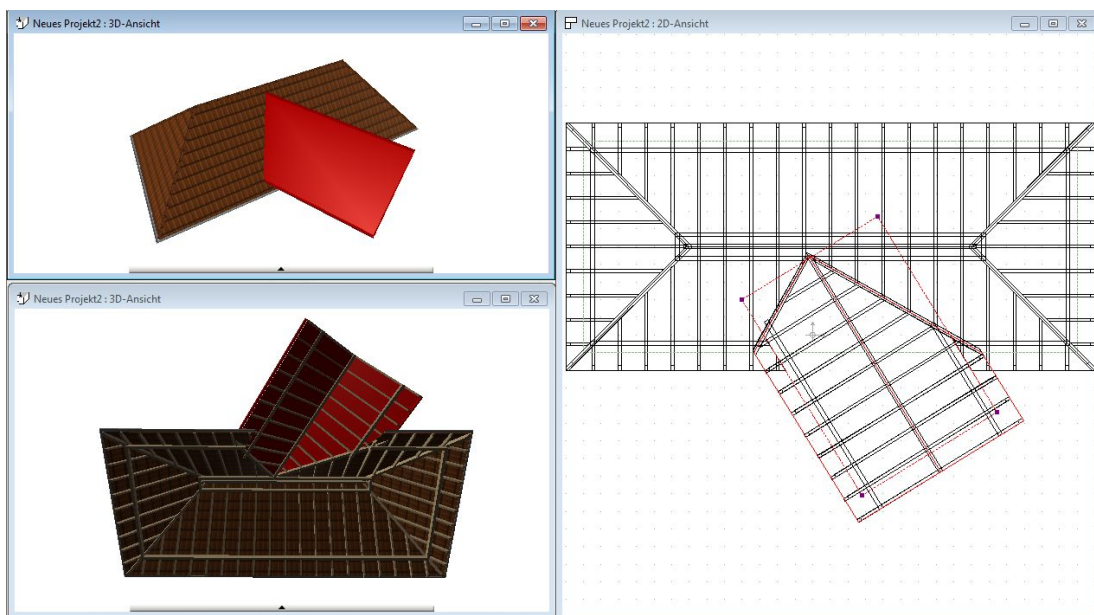 Neues Projekt2 : 3D-Ansicht
Neues Projekt2 : 2D-Ansicht
Neues Projekt2 : 3D-Ansicht